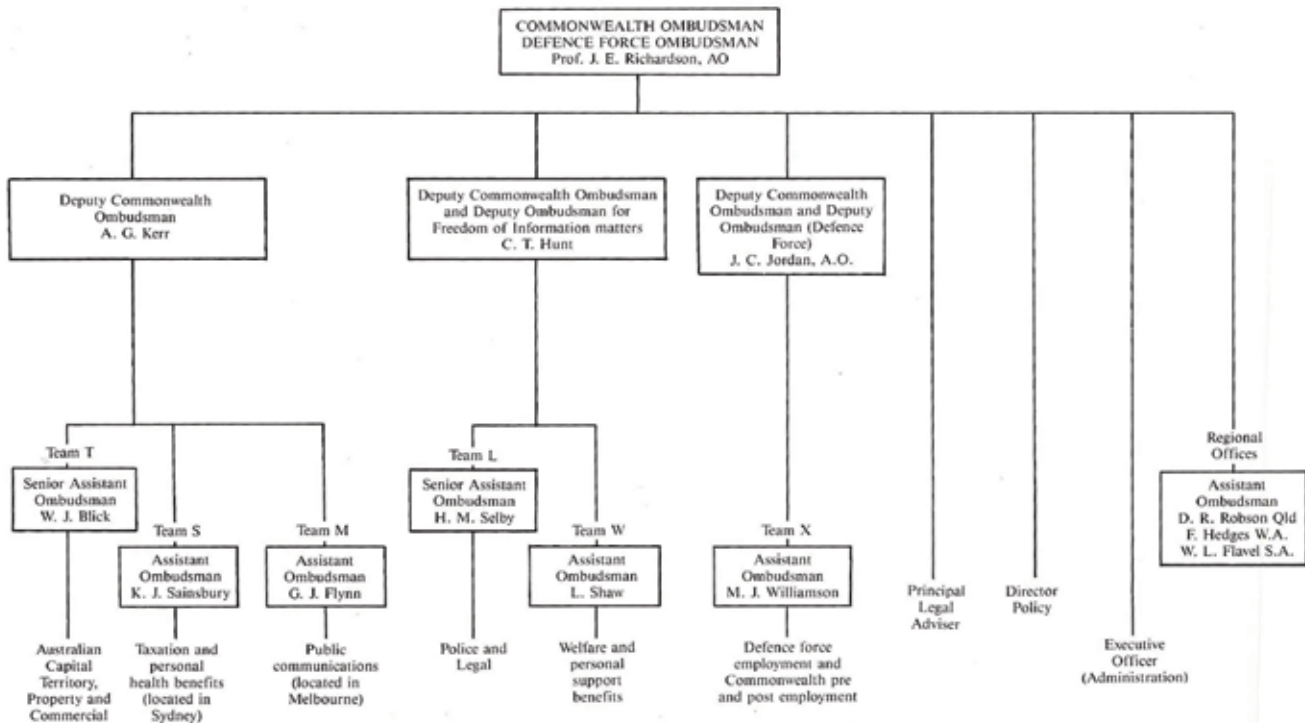 COMMONWEALTH OMBUDSMAN
DEFENCE FORCE OMBUDSMAN
Prof. J. E. Richardson, AO
Deputy Commonwealth
Ombudsman
A. G. Kerr
Deputy Commonwealth Ombudsman
and Deputy Ombudsman for
Freedom of Information matters
C. T. Hunt
Deputy Commonwealth
Ombudsman and Deputy
Ombudsman (Defence
Force)
J. C. Jordan, A.O.
Team T
Senior Assistant
Ombudsman
W. J. Blick
Australian
Capital
Territory,
Property and
Commercial
Team S
Assistant
Ombudsman
K. J. Sainsbury
Taxation and
personal
health benefits
(located in
Sydney)
Team M
Assistant
Ombudsman
G. J. Flynn
Public
communications
(located in
Melbourne)
Team L
Senior Assistant
Ombudsman
H. M. Selby
Police and
Legal
Team W
Assistant
Ombudsman
L. Shaw
Welfare and
personal
support
benefits
Team X
Assistant
Ombudsman
M. J. Williamson
Defence force
employment and
Commonwealth pre
and post employment
Principal
Legal
Adviser
Director
Policy
Executive
Officer
(Administration)
Regional
Offices
Assistant
Ombudsman
D. R. Robson Qld
F. Hedges W.A.
W. L. Flavel S.A.